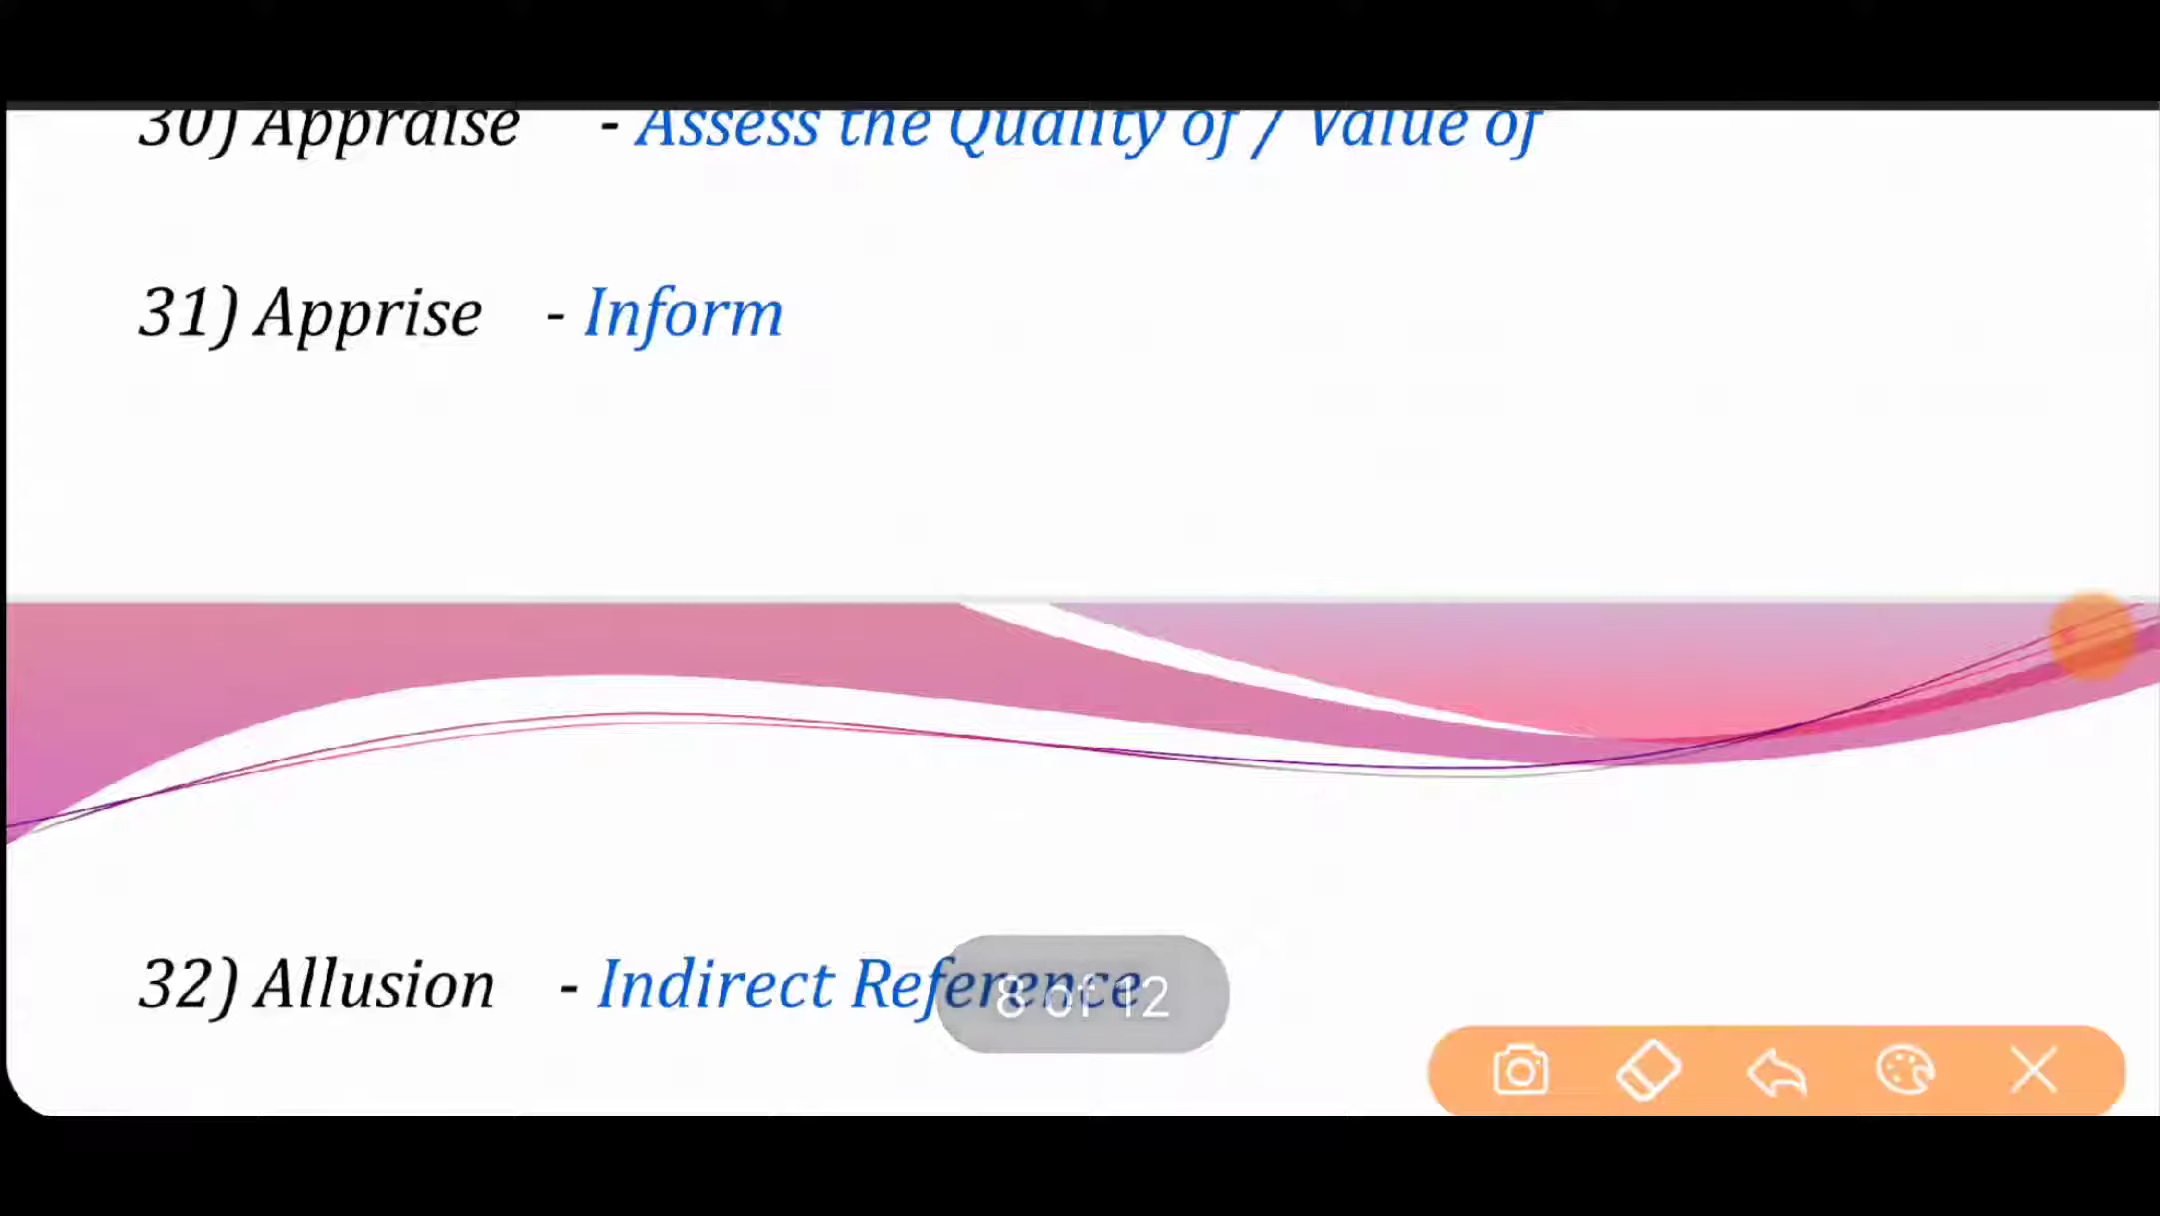 30) Appraise - Assess the Quality of / Value of
31) Apprise - Inform
32) Allusion - Indirect Reference
8 of 12